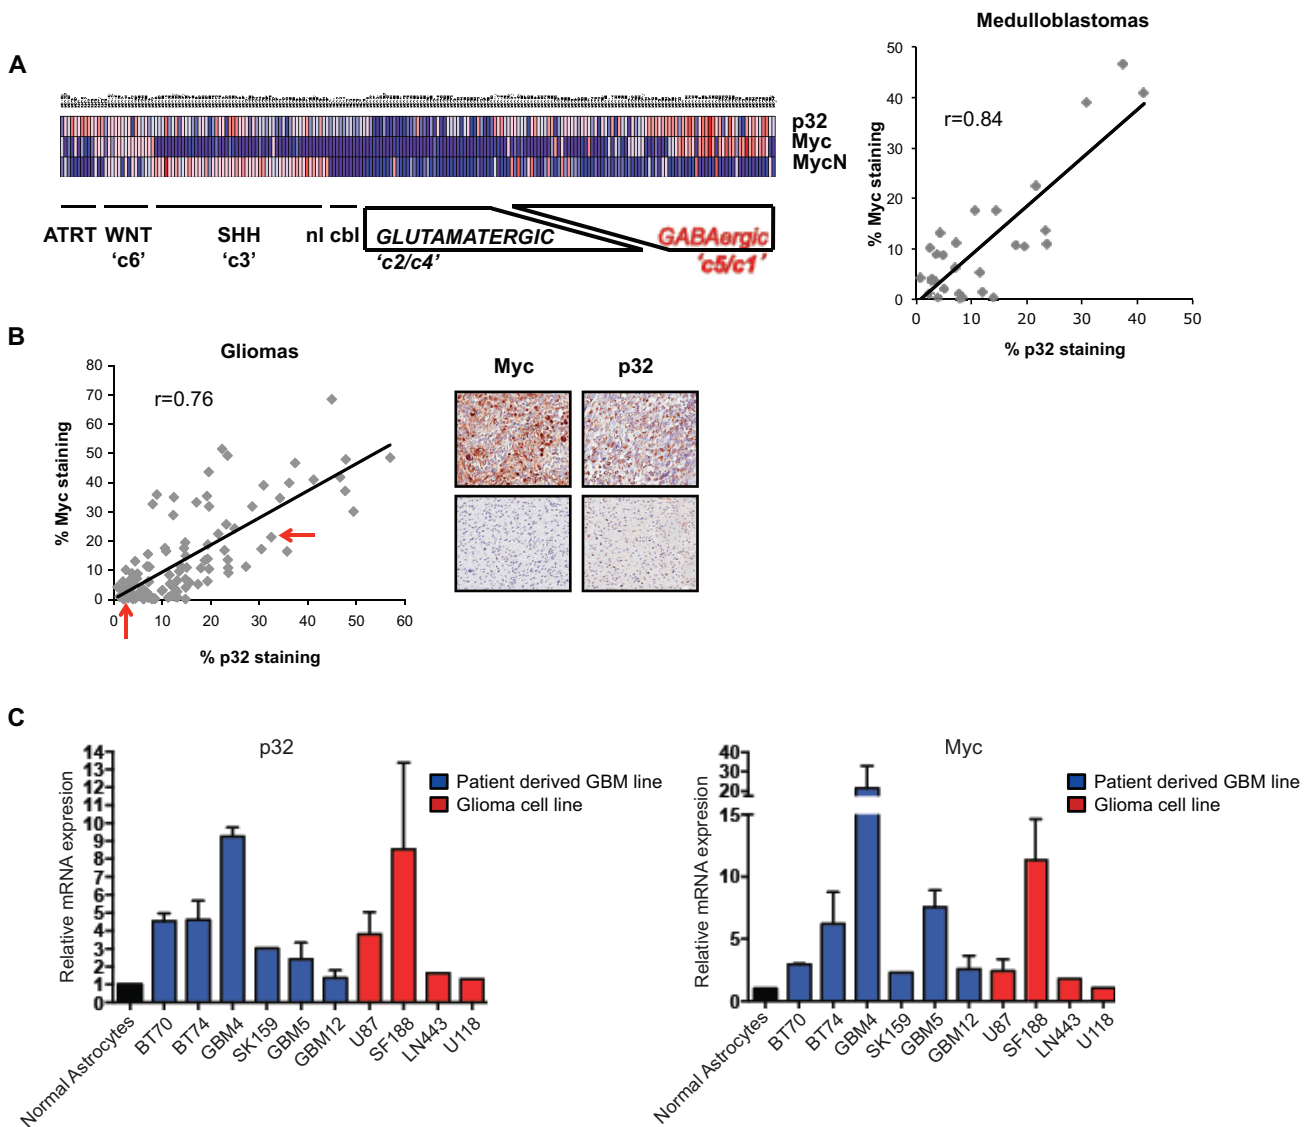 A
p32
Myc
MycN
ATRT WNT SHH nl cbl GLUTAMATERGIC GABAergic
‘c6’ ‘c3’ ‘c2/c4’ ‘c5/c1’
Medulloblastomas
r=0.84
% Myc staining
50
40
30
20
10
0
0 10 20 30 40 50
% p32 staining
B
Gliomas
r=0.76
% Myc staining
80
70
60
50
40
30
20
10
0
0 10 20 30 40 50 60
% p32 staining
Myc p32
C
p32
Relative mRNA expresion
14
13
12
11
10
9
8
7
6
5
4
3
2
1
0
Patient derived GBM line
Glioma cell line
Normal Astrocytes
BT70
BT74
GBM4
SK159
GBM5
GBM12
U87
SF188
LN443
U118
Myc
Relative mRNA expresion
40
30
20
15
10
5
0
Patient derived GBM line
Glioma cell line
Normal Astrocytes
BT70
BT74
GBM4
SK159
GBM5
GBM12
U87
SF188
LN443
U118